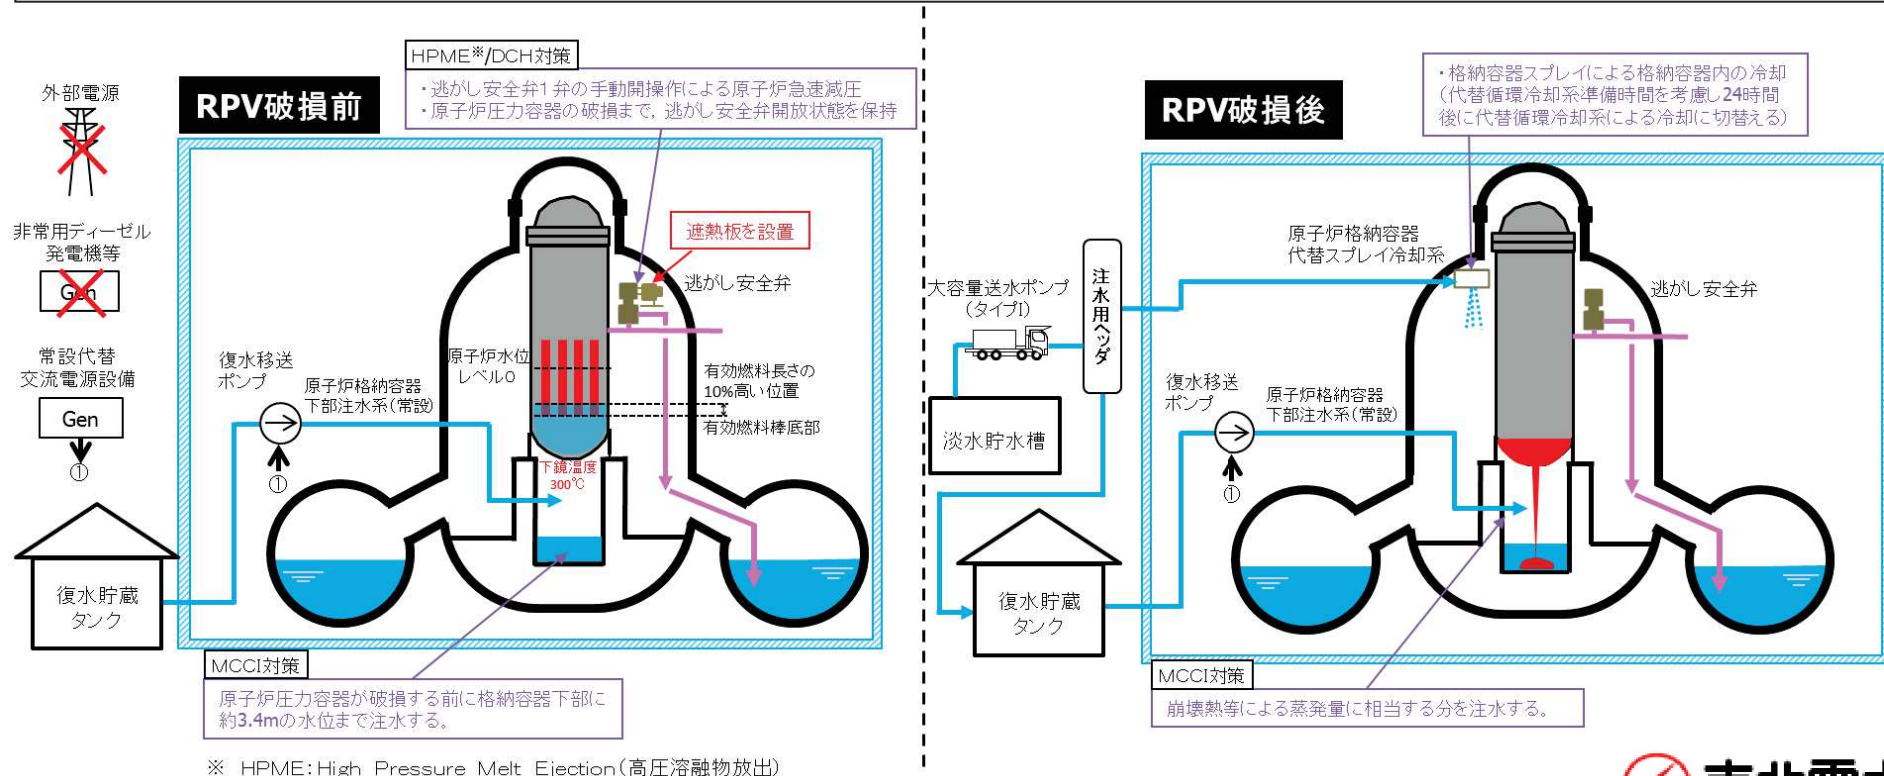 HPME※/DCH対策
・逃がし安全弁1弁の手動開操作による原子炉急速減圧
・原子炉圧力容器の破損まで，逃がし安全弁開放状態を保持
RPV破損前
外部電源
非常用ディーゼル
発電機等
Gen
常設代替
交流電源設備
Gen
①
復水貯蔵
タンク
復水移送
ポンプ
①
原子炉格納容器
下部注水系(常設)
遮熱板を設置
逃がし安全弁
原子炉水位
レベル0
有効燃料長さの
10%高い位置
有効燃料棒底部
下鏡温度
300℃
MCCI対策
原子炉圧力容器が破損する前に格納容器下部に
約3.4mの水位まで注水する。
※ HPME:High Pressure Melt Ejection(高圧溶融物放出)
RPV破損後
・格納容器スプレイによる格納容器内の冷却
(代替循環冷却系準備時間を考慮し24時間
後に代替循環冷却系による冷却に切替える)
原子炉格納容器
代替スプレイ冷却系
大容量送水ポンプ
(タイプI)
注水用ヘッダ
淡水貯水槽
逃がし安全弁
復水移送
ポンプ
①
原子炉格納容器
下部注水系(常設)
復水貯蔵
タンク
MCCI対策
崩壊熱等による蒸発量に相当する分を注水する。